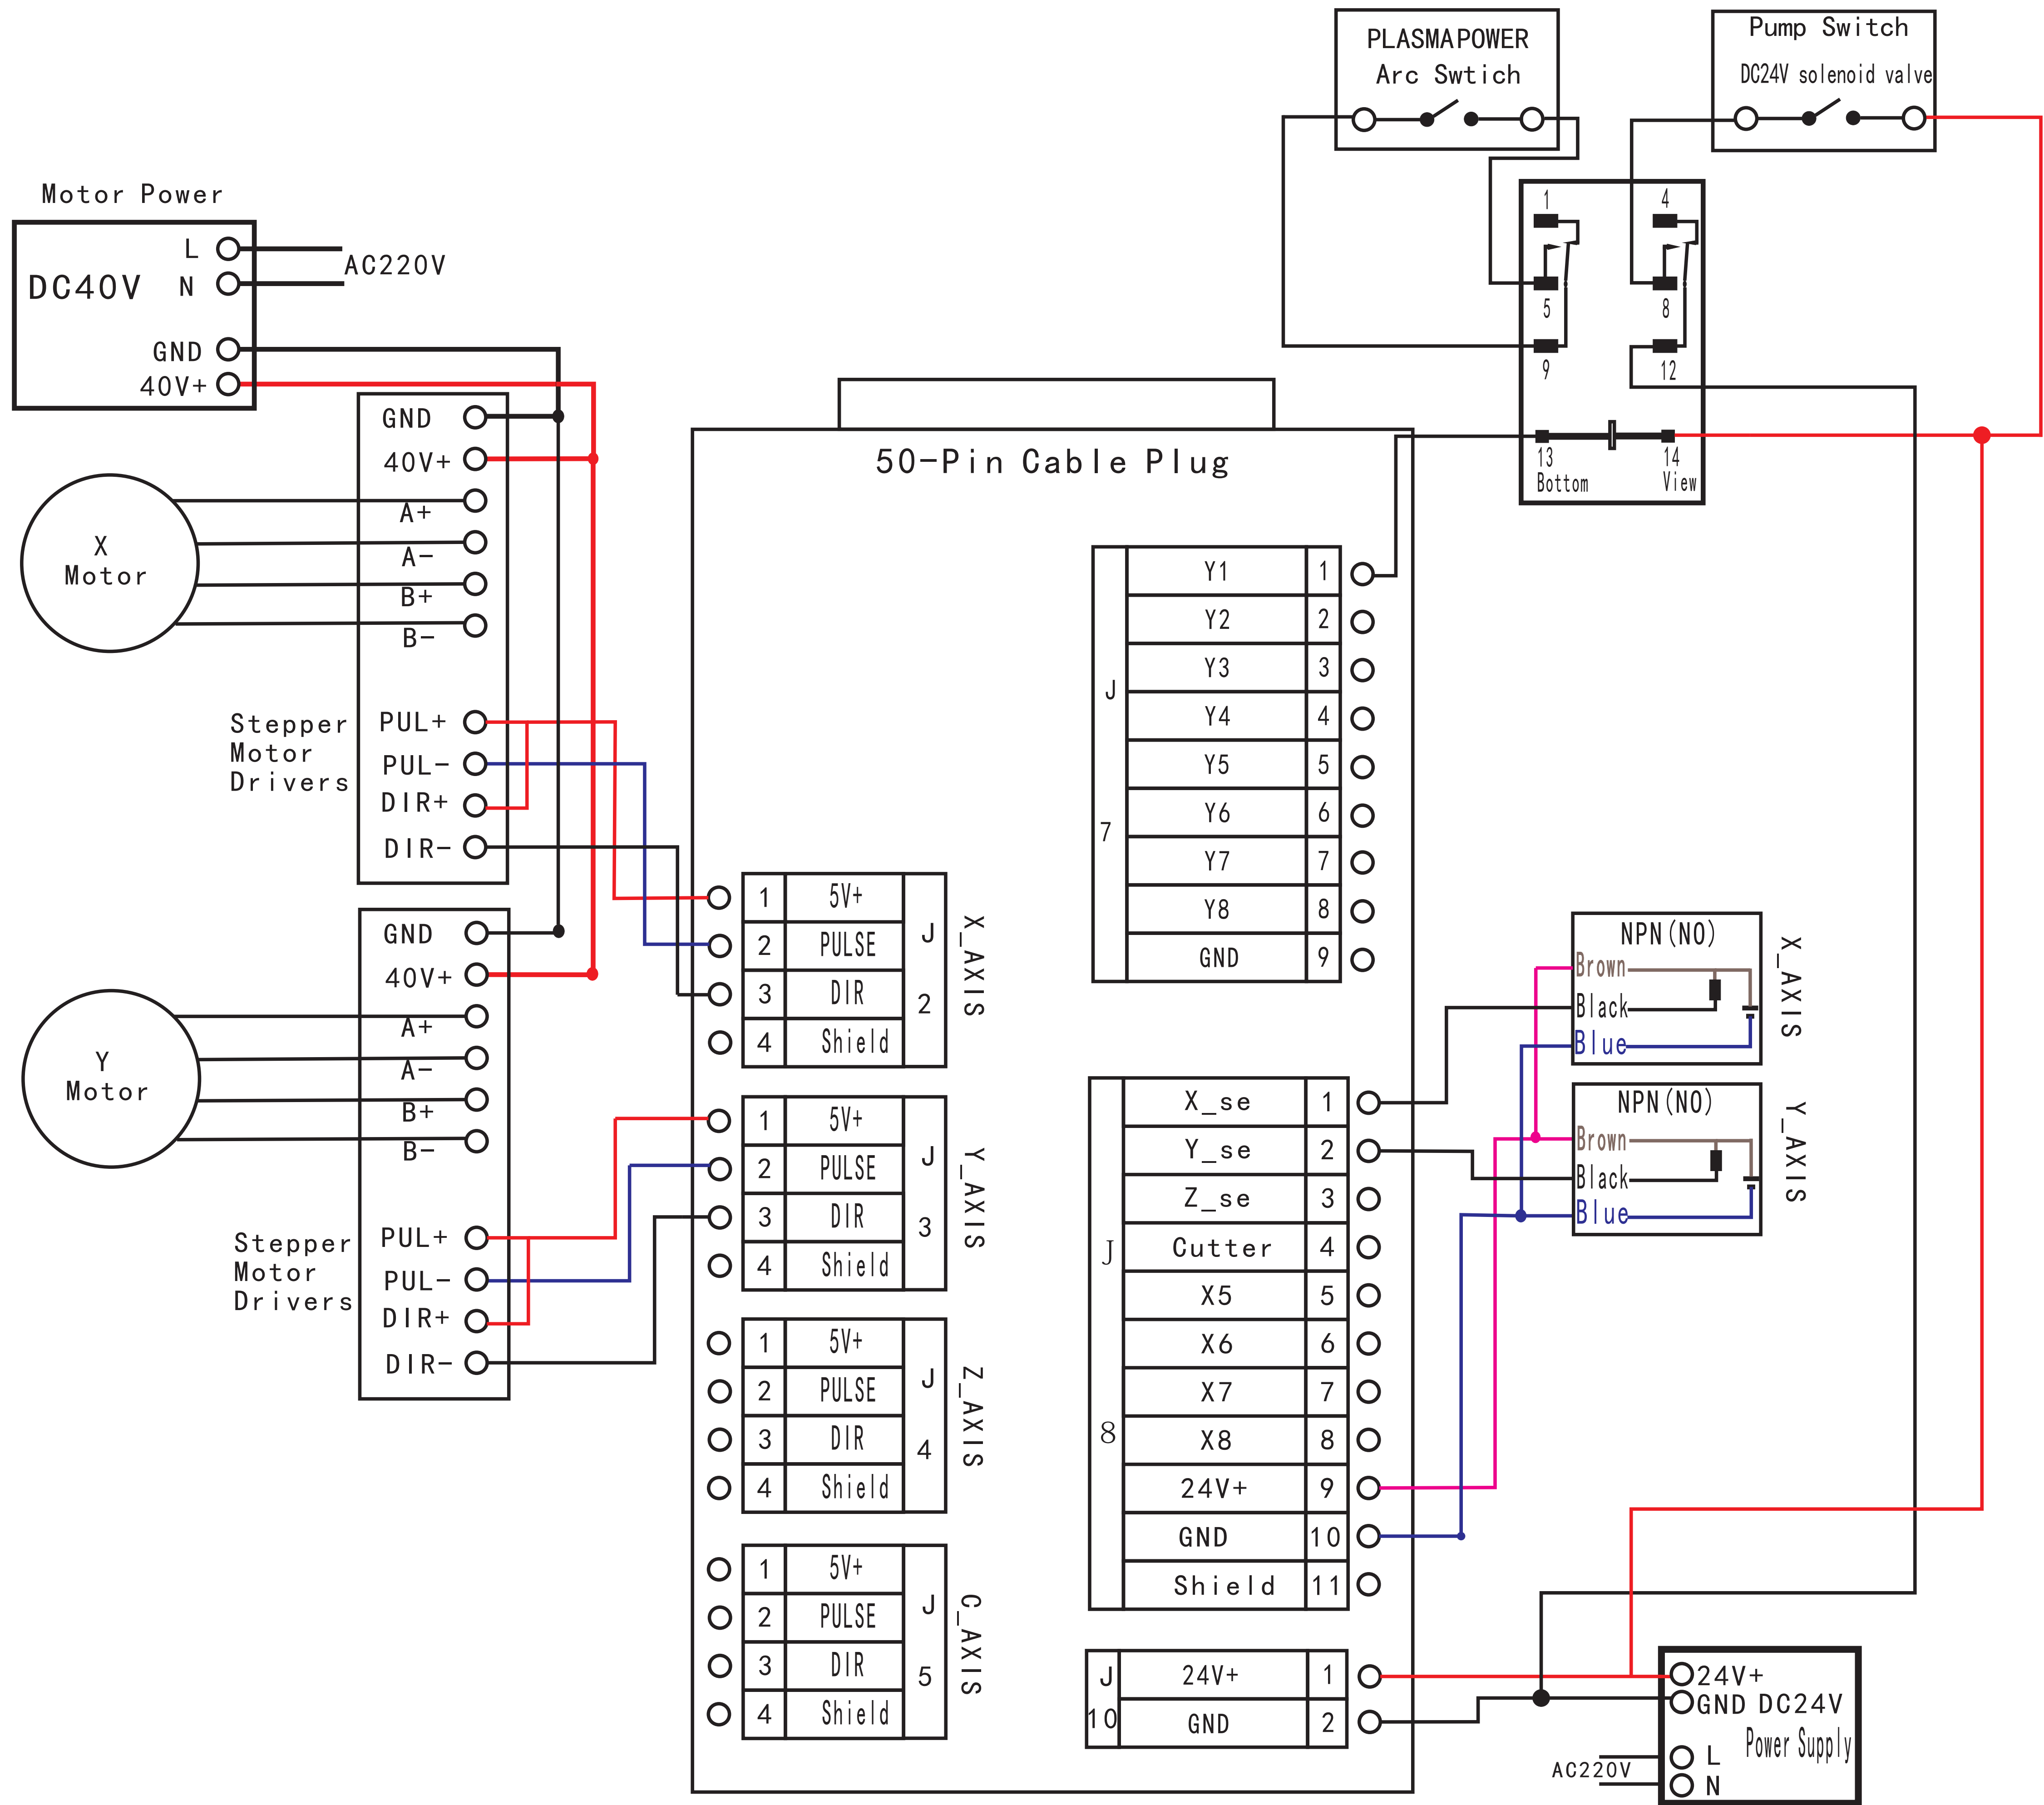 PLASMAPOWER
Arc Swtich
Pump Switch
DC24V solenoid valve
1
4
5
8
9
12
13
14
Bottom
View
Motor Power
DC40V
L
N
AC220V
GND
40V+
GND
40V+
A+
A-
B+
B-
X
Motor
Stepper
Motor
Drivers
PUL+
PUL-
DIR+
DIR-
GND
40V+
A+
A-
B+
B-
Y
Motor
Stepper
Motor
Drivers
PUL+
PUL-
DIR+
DIR-
50-Pin Cable Plug
J
7
Y1 1
Y2 2
Y3 3
Y4 4
Y5 5
Y6 6
Y7 7
Y8 8
GND 9
1 5V+
2 PULSE
3 DIR
4 Shield
J
2
X_AXIS
1 5V+
2 PULSE
3 DIR
4 Shield
J
3
Y_AXIS
1 5V+
2 PULSE
3 DIR
4 Shield
J
4
Z_AXIS
1 5V+
2 PULSE
3 DIR
4 Shield
J
5
C_AXIS
J
8
X_se 1
Y_se 2
Z_se 3
Cutter 4
X5 5
X6 6
X7 7
X8 8
24V+ 9
GND 10
Shield 11
J
10
24V+ 1
GND 2
NPN(NO)
Brown
Black
Blue
X_AXIS
NPN(NO)
Brown
Black
Blue
Y_AXIS
24V+
GND DC24V
Power Supply
AC220V
L
N